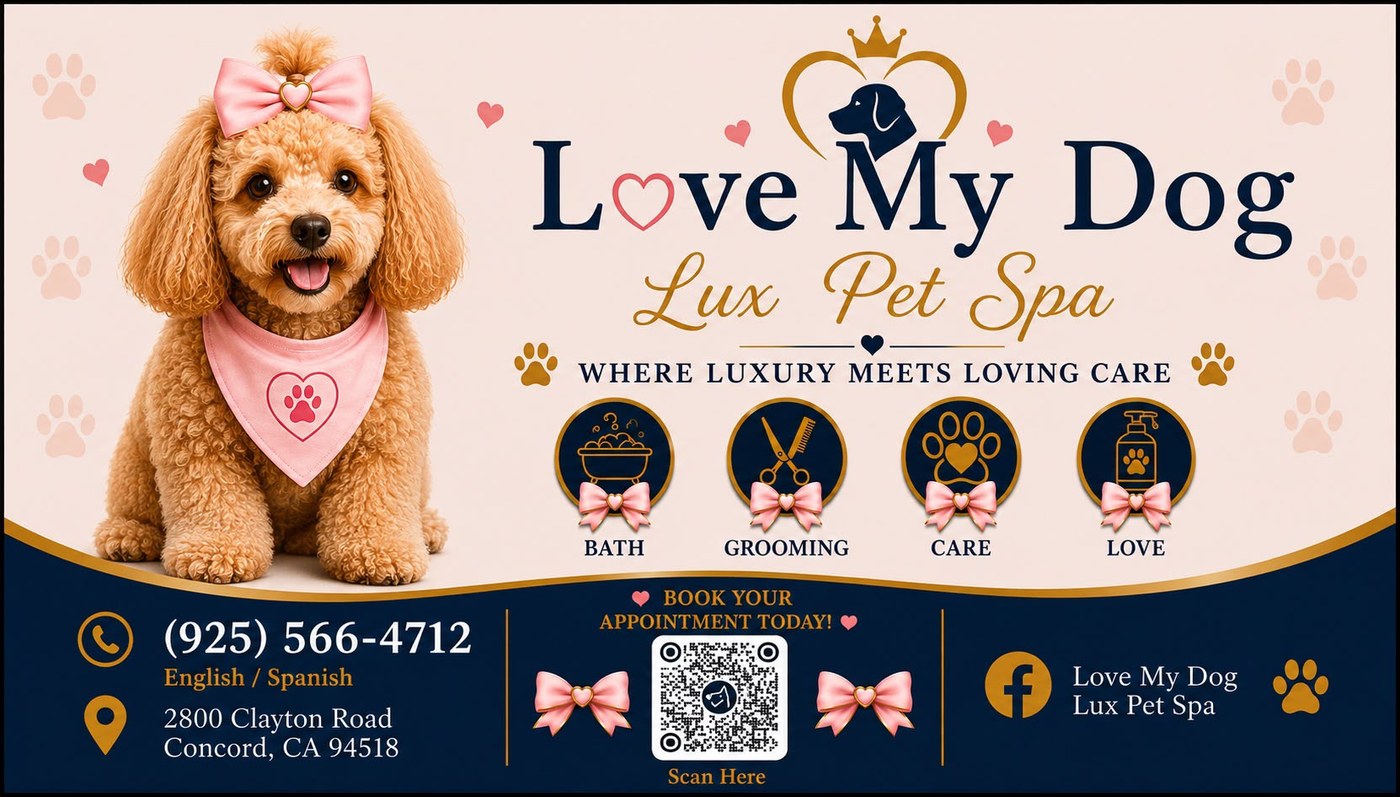 Love My Dog
Lux Pet Spa
WHERE LUXURY MEETS LOVING CARE
BATH
GROOMING
CARE
LOVE
(925) 566-4712
English / Spanish
2800 Clayton Road
Concord, CA 94518
BOOK YOUR
APPOINTMENT TODAY!
Scan Here
Love My Dog
Lux Pet Spa